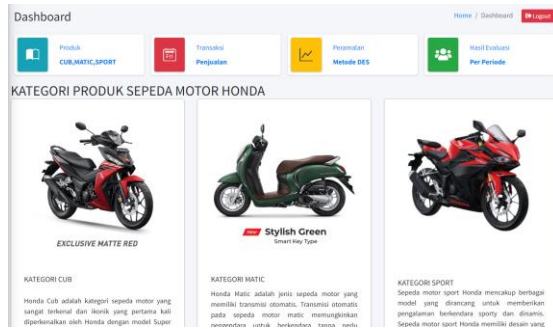 Dashboard
Home / Dashboard
Logout
Produk
CUB,MATIC,SPORT
Transaksi
Penjualan
Peramalan
Metode DES
Hasil Evaluasi
Per Periode
KATEGORI PRODUK SEPEDA MOTOR HONDA
EXCLUSIVE MATTE RED
KATEGORI CUB
Honda Cub adalah kategori sepeda motor yang
sangat terkenal dan ikonik yang pertama kali
diperkenalkan oleh Honda dengan model Super
Stylish Green
Smart Key Type
KATEGORI MATIC
Honda Matic adalah jenis sepeda motor yang
memiliki transmisi otomatis. Transmisi otomatis
pada sepeda motor matic memungkinkan
pengendara untuk berkendara tanpa perlu
KATEGORI SPORT
Sepeda motor sport Honda mencakup berbagai
model yang dirancang untuk memberikan
pengalaman berkendara sporty dan dinamis.
Sepeda motor sport Honda memiliki desain yang